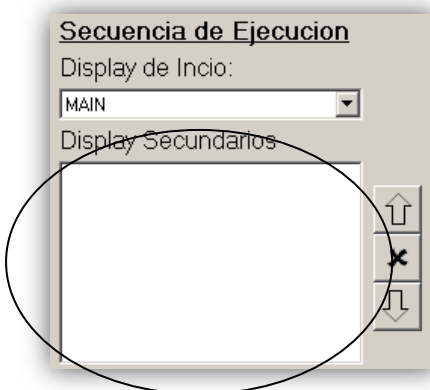 Secuencia de Ejecucion
Display de Incio:
MAIN
Display Secundarios